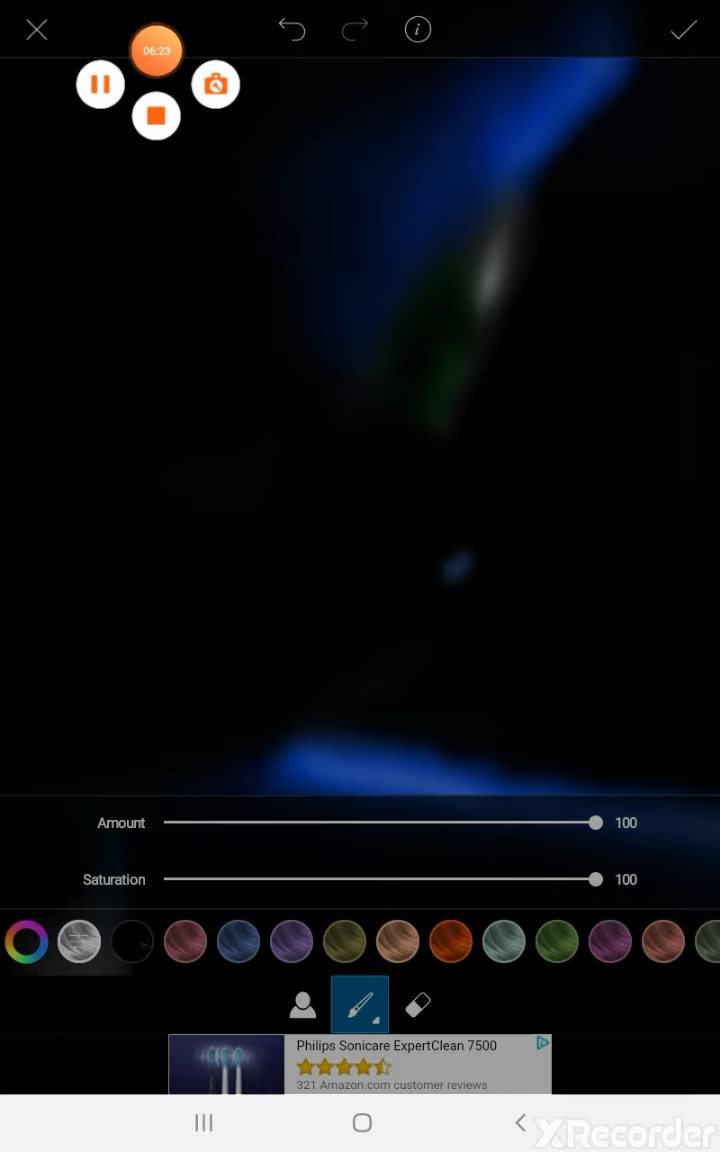 06:23
Amount 100
Saturation 100
Philips Sonicare ExpertClean 7500
321 Amazon.com customer reviews
XRecorder